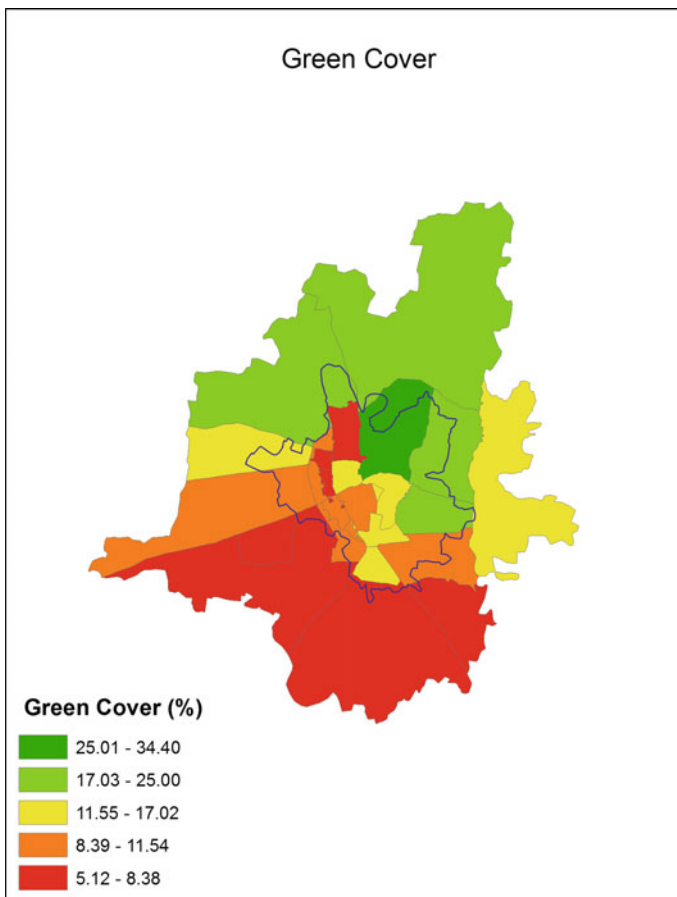 Green Cover
Green Cover (%)
25.01 - 34.40
17.03 - 25.00
11.55 - 17.02
8.39 - 11.54
5.12 - 8.38